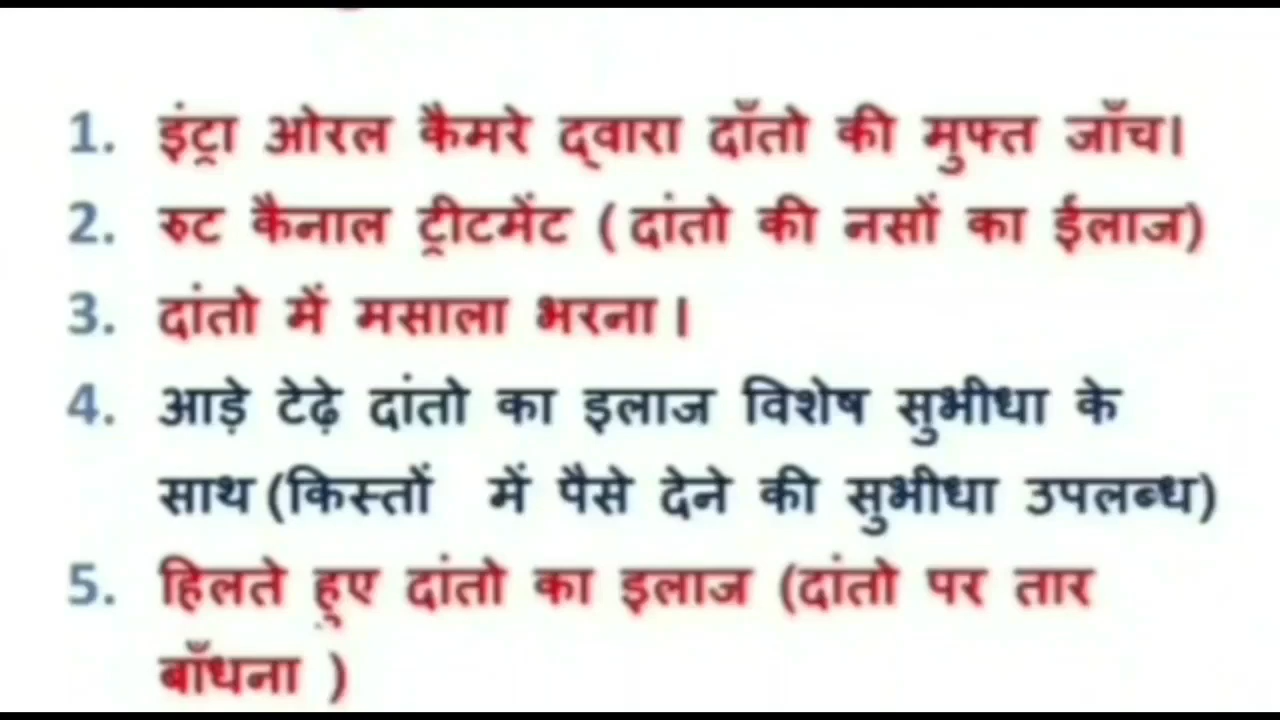 1. इंट्रा ओरल कैमरे द्वारा दाँतो की मुफ्त जाँच।
2. रुट कैनाल ट्रीटमेंट ( दांतो की नसों का ईलाज)
3. दांतो में मसाला भरना।
4. आड़े टेढ़े दांतो का इलाज विशेष सुभीधा के
साथ (किस्तों में पैसे देने की सुभीधा उपलब्ध)
5. हिलते हुए दांतो का इलाज (दांतो पर तार
बाँधना )